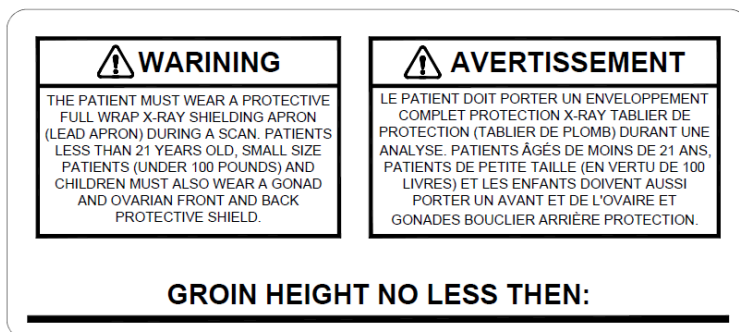 WARINING
THE PATIENT MUST WEAR A PROTECTIVE
FULL WRAP X-RAY SHIELDING APRON
(LEAD APRON) DURING A SCAN. PATIENTS
LESS THAN 21 YEARS OLD, SMALL SIZE
PATIENTS (UNDER 100 POUNDS) AND
CHILDREN MUST ALSO WEAR A GONAD
AND OVARIAN FRONT AND BACK
PROTECTIVE SHIELD.
AVERTISSEMENT
LE PATIENT DOIT PORTER UN ENVELOPPEMENT
COMPLET PROTECTION X-RAY TABLIER DE
PROTECTION (TABLIER DE PLOMB) DURANT UNE
ANALYSE. PATIENTS ÂGÉS DE MOINS DE 21 ANS,
PATIENTS DE PETITE TAILLE (EN VERTU DE 100
LIVRES) ET LES ENFANTS DOIVENT AUSSI
PORTER UN AVANT ET DE L'OVAIRE ET
GONADES BOUCLIER ARRIÈRE PROTECTION.
GROIN HEIGHT NO LESS THEN: